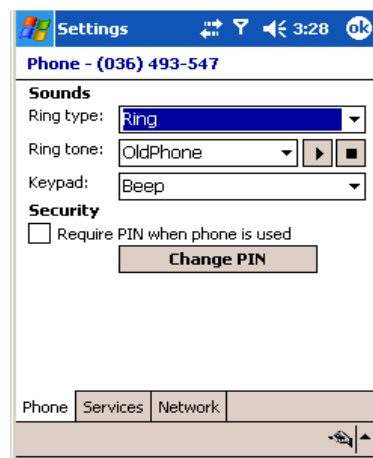 Settings 3:28 ok
Phone - (036) 493-547
Sounds
Ring type: Ring
Ring tone: OldPhone
Keypad: Beep
Security
Require PIN when phone is used
Change PIN
Phone Services Network